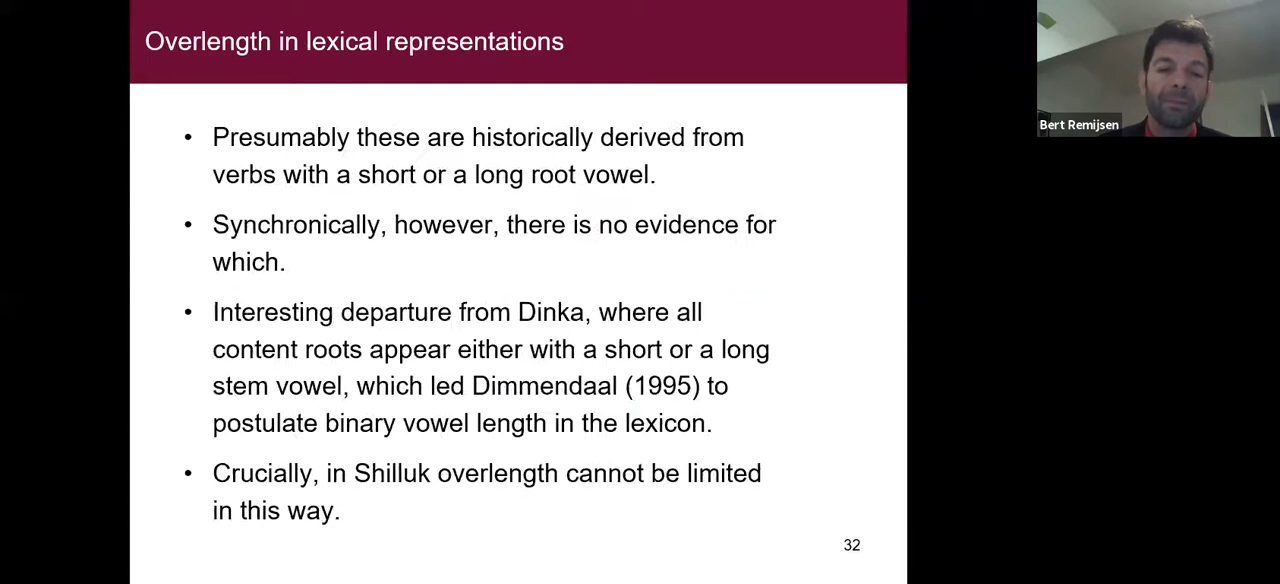 Overlength in lexical representations
• Presumably these are historically derived from
verbs with a short or a long root vowel.
• Synchronically, however, there is no evidence for
which.
• Interesting departure from Dinka, where all
content roots appear either with a short or a long
stem vowel, which led Dimmendaal (1995) to
postulate binary vowel length in the lexicon.
• Crucially, in Shilluk overlength cannot be limited
in this way.
32
Bert Remijsen